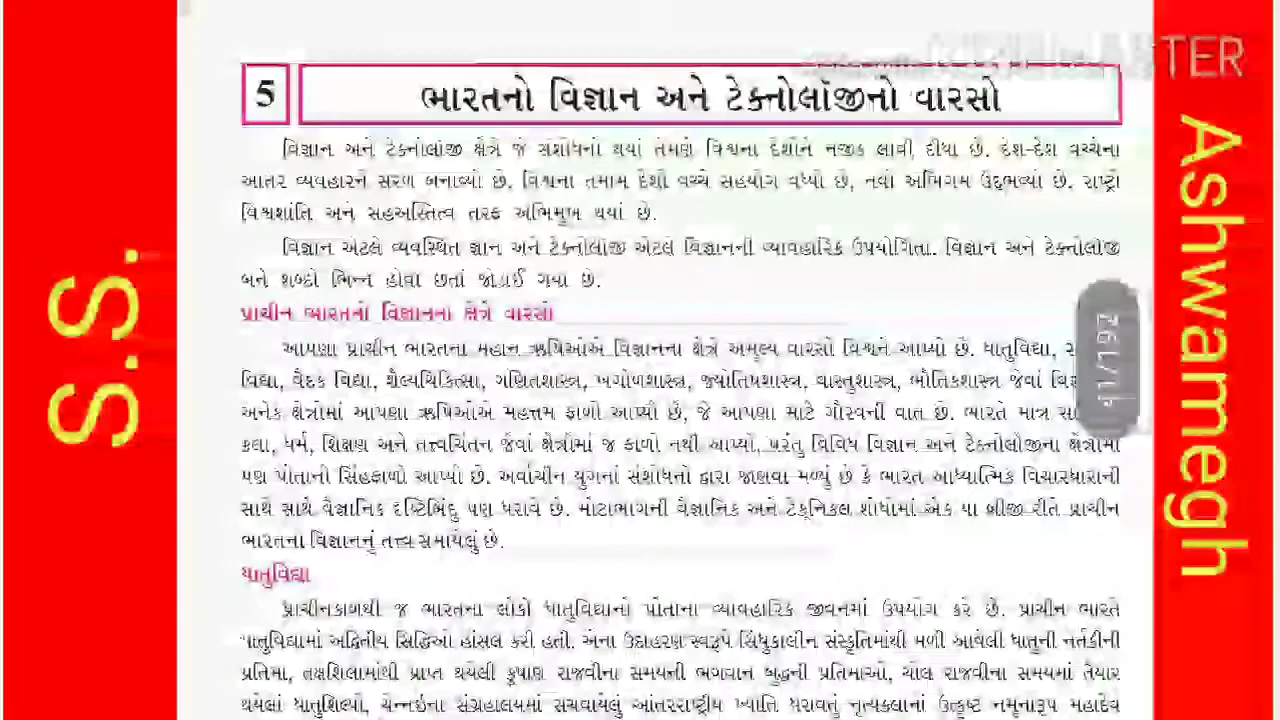 TER
5
ભારતનો વિજ્ઞાન અને ટેક્નોલૉજીનો વારસો
વિજ્ઞાન અને ટેક્નોલૉજી ક્ષેત્રે જે સંશોધનો થયાં તેમણે વિશ્વના દેશોને નજીક લાવી દીધા છે. દેશ-દેશ વચ્ચેના
આંતર વ્યવહારને સરળ બનાવ્યો છે. વિશ્વના તમામ દેશો વચ્ચે સહયોગ વધ્યો છે, નવો અભિગમ ઉદ્ભવ્યો છે. રાષ્ટ્રો
વિશ્વશાંતિ અને સહઅસ્તિત્વ તરફ અભિમુખ થયાં છે.
વિજ્ઞાન એટલે વ્યવસ્થિત જ્ઞાન અને ટેક્નોલૉજી એટલે વિજ્ઞાનની વ્યાવહારિક ઉપયોગિતા. વિજ્ઞાન અને ટેક્નોલૉજી
બંને શબ્દો ભિન્ન હોવા છતાં જોડાઈ ગયા છે.
પ્રાચીન ભારતનો વિજ્ઞાનના ક્ષેત્રે વારસો
આપણા પ્રાચીન ભારતના મહાન ઋષિઓએ વિજ્ઞાનના ક્ષેત્રે અમૂલ્ય વારસો વિશ્વને આપ્યો છે. ધાતુવિદ્યા,
વિદ્યા, વૈદક વિદ્યા, શૈલ્યચિકિત્સા, ગણિતશાસ્ત્ર, ખગોળશાસ્ત્ર, જ્યોતિષશાસ્ત્ર, વાસ્તુશાસ્ત્ર, ભૌતિકશાસ્ત્ર જેવાં
અનેક ક્ષેત્રોમાં આપણા ઋષિઓએ મહત્તમ ફાળો આપ્યો છે, જે આપણા માટે ગૌરવની વાત છે. ભારતે માત્ર
કલા, ધર્મ, શિક્ષણ અને તત્ત્વચિંતન જેવાં ક્ષેત્રોમાં જ ફાળો નથી આપ્યો, પરંતુ વિવિધ વિજ્ઞાન અને ટેક્નોલૉજીના ક્ષેત્રોમાં
પણ પોતાનો સિંહફાળો આપ્યો છે. અર્વાચીન યુગનાં સંશોધનો દ્વારા જાણવા મળ્યું છે કે ભારત આધ્યાત્મિક વિચારધારાની
સાથે સાથે વૈજ્ઞાનિક દૃષ્ટિબિંદુ પણ ધરાવે છે. મોટાભાગની વૈજ્ઞાનિક અને ટેક્નિકલ શોધોમાં એક યા બીજી રીતે પ્રાચીન
ભારતના વિજ્ઞાનનું તત્ત્વ સમાયેલું છે.
ધાતુવિદ્યા
પ્રાચીનકાળથી જ ભારતના લોકો ધાતુવિદ્યાનો પોતાના વ્યાવહારિક જીવનમાં ઉપયોગ કરે છે. પ્રાચીન ભારતે
ધાતુવિદ્યામાં અદ્વિતીય સિદ્ધિઓ હાંસલ કરી હતી. એના ઉદાહરણ સ્વરૂપે સિંધુકાલીન સંસ્કૃતિમાંથી મળી આવેલી ધાતુની નર્તકીની
પ્રતિમા, તક્ષશિલામાંથી પ્રાપ્ત થયેલી કુષાણ રાજવીના સમયની ભગવાન બુદ્ધની પ્રતિમાઓ, ચોલ રાજવીના સમયમાં તૈયાર
થયેલાં ધાતુશિલ્પો, ચેન્નઈના સંગ્રહાલયમાં સચવાયેલું આંતરરાષ્ટ્રીય ખ્યાતિ ધરાવતું નૃત્યકલાનાં ઉત્કૃષ્ટ નમૂનારૂપ મહાદેવ
S.S.
Ashwamegh
૫૧/૧૬૨